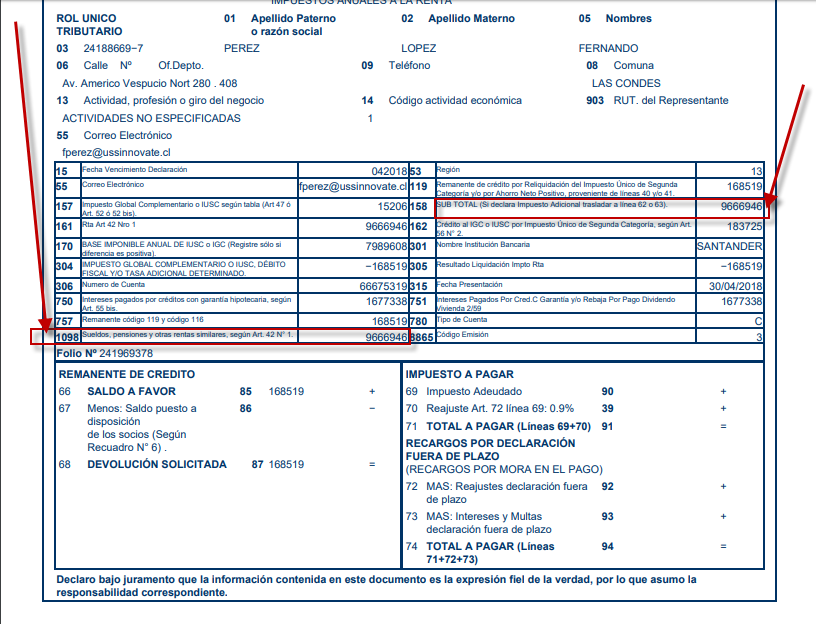 IMPUESTOS ANUALES A LA RENTA
ROL UNICO TRIBUTARIO 01 Apellido Paterno o razón social 02 Apellido Materno 05 Nombres
03 24188669−7 PEREZ LOPEZ FERNANDO
06 Calle Nº Of.Depto. 09 Teléfono 08 Comuna
Av. Americo Vespucio Nort 280 . 408 LAS CONDES
13 Actividad, profesión o giro del negocio 14 Código actividad económica 903 RUT. del Representante
ACTIVIDADES NO ESPECIFICADAS 1
55 Correo Electrónico
fperez@ussinnovate.cl
15 Fecha Vencimiento Declaración 042018 53 Región 13
55 Correo Electrónico fperez@ussinnovate.cl 119 Remanente de crédito por Reliquidación del Impuesto Único de Segunda Categoría y/o por Ahorro Neto Positivo, proveniente de líneas 40 y/o 41. 168519
157 Impuesto Global Complementario o IUSC según tabla (Art 47 ó Art. 52 ó 52 bis). 15206 158 SUB TOTAL (Si declara Impuesto Adicional trasladar a línea 62 o 63). 9666946
161 Rta Art 42 Nro 1 9666946 162 Crédito al IGC o IUSC por Impuesto Único de Segunda Categoría, según Art. 56 N° 2. 183725
170 BASE IMPONIBLE ANUAL DE IUSC o IGC (Registre sólo si diferencia es positiva). 7989608 301 Nombre Institución Bancaria SANTANDER
304 IMPUESTO GLOBAL COMPLEMENTARIO O IUSC, DÉBITO FISCAL Y/O TASA ADICIONAL DETERMINADO. −168519 305 Resultado Liquidación Impto Rta −168519
306 Numero de Cuenta 66675319 315 Fecha Presentación 30/04/2018
750 Intereses pagados por créditos con garantía hipotecaria, según Art. 55 bis. 1677338 751 Intereses Pagados Por Cred.C Garantía y/o Rebaja Por Pago Dividendo Vivienda 2/59 1677338
757 Remanente código 119 y código 116 168519 780 Tipo de Cuenta C
1098 Sueldos, pensiones y otras rentas similares, según Art. 42 N° 1. 9666946 8865 Código Emisión 3
Folio Nº 241969378
REMANENTE DE CREDITO
66 SALDO A FAVOR 85 168519 +
67 Menos: Saldo puesto a disposición de los socios (Según Recuadro N° 6) . 86 −
68 DEVOLUCIÓN SOLICITADA 87 168519 =
IMPUESTO A PAGAR
69 Impuesto Adeudado 90 +
70 Reajuste Art. 72 línea 69: 0.9% 39 +
71 TOTAL A PAGAR (Líneas 69+70) 91 =
RECARGOS POR DECLARACIÓN FUERA DE PLAZO
(RECARGOS POR MORA EN EL PAGO)
72 MAS: Reajustes declaración fuera de plazo 92 +
73 MAS: Intereses y Multas declaración fuera de plazo 93 +
74 TOTAL A PAGAR (Líneas 71+72+73) 94 =
Declaro bajo juramento que la información contenida en este documento es la expresión fiel de la verdad, por lo que asumo la
responsabilidad correspondiente.